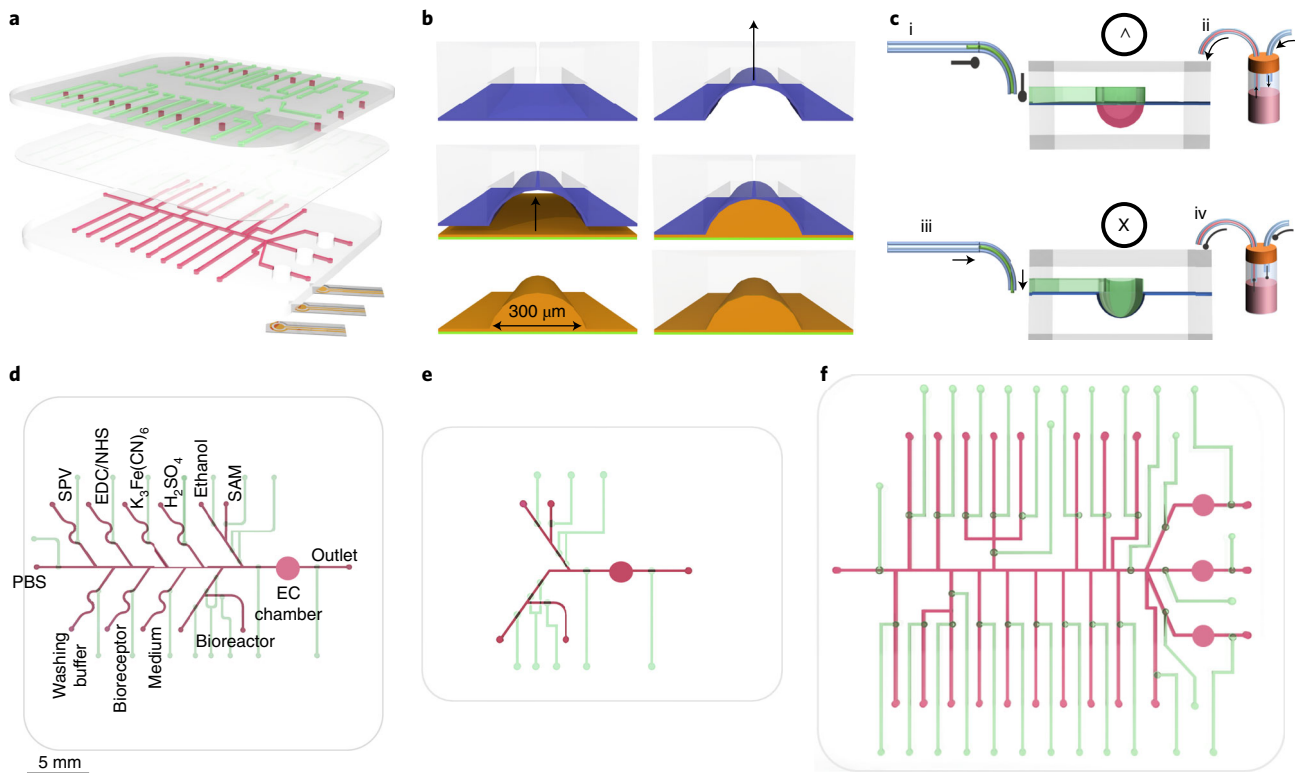 a
b
300 μm
c
i
^
ii
iii
X
iv
d
SPV
EDC/NHS
K3Fe(CN)6
H2SO4
Ethanol
SAM
PBS
Outlet
EC
chamber
Washing
buffer
Bioreceptor
Medium
Bioreactor
5 mm
e
f